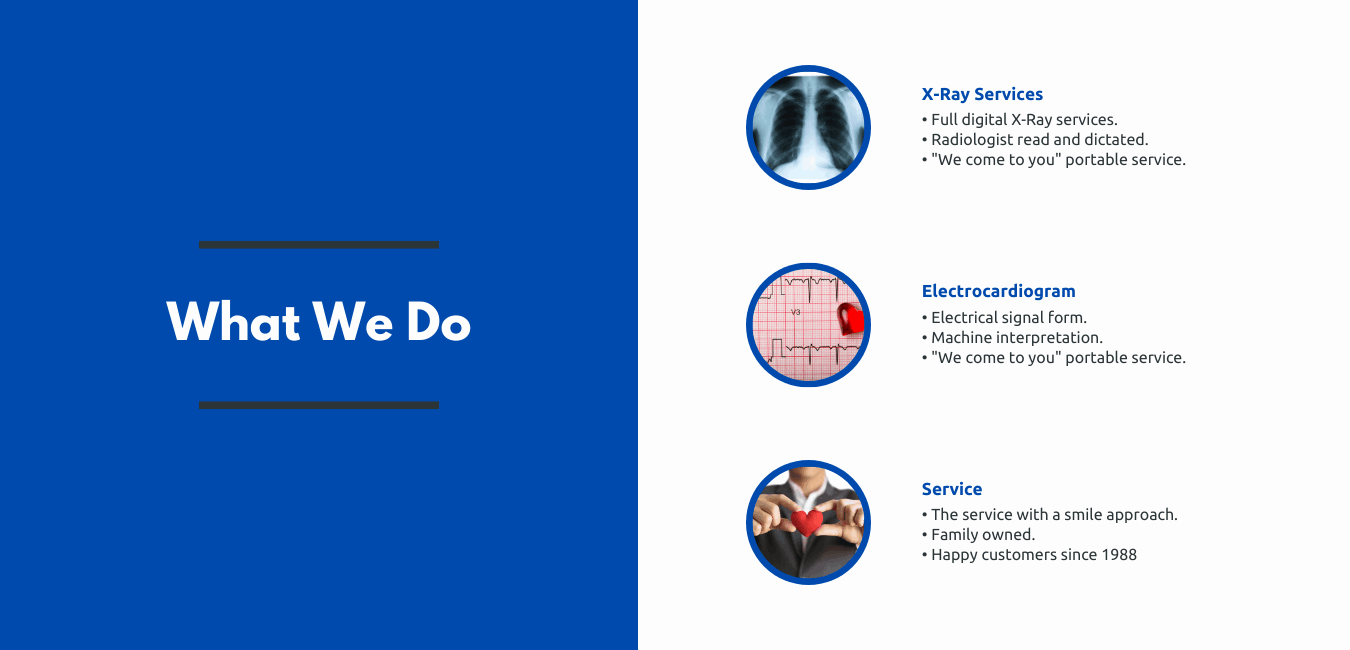 What We Do
X-Ray Services
• Full digital X-Ray services.
• Radiologist read and dictated.
• "We come to you" portable service.
V3
Electrocardiogram
• Electrical signal form.
• Machine interpretation.
• "We come to you" portable service.
Service
• The service with a smile approach.
• Family owned.
• Happy customers since 1988